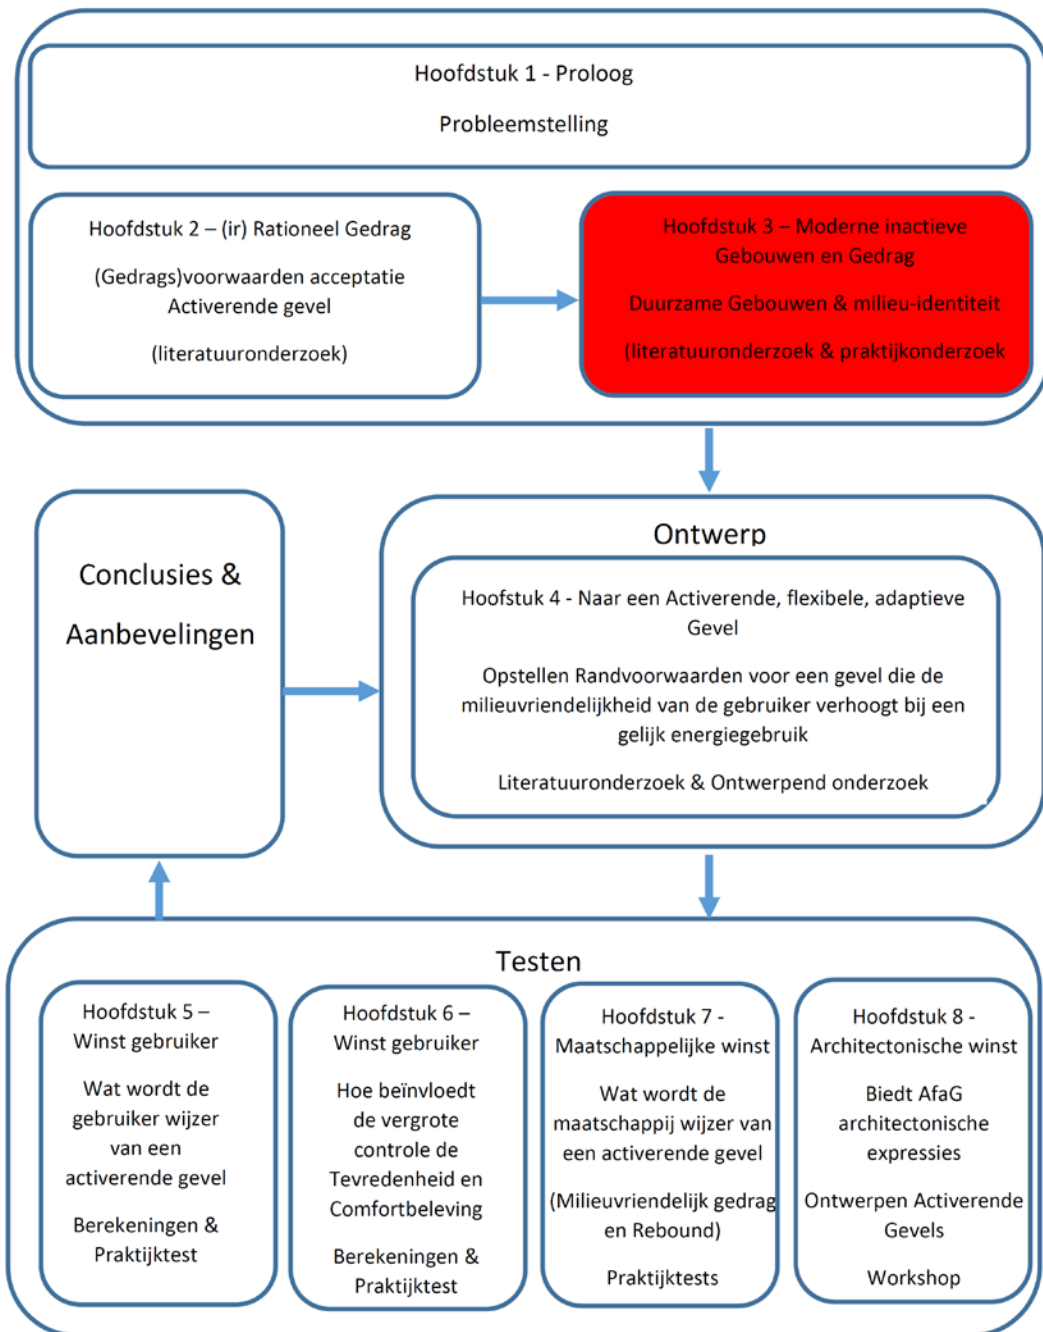 Hoofdstuk 1 - Proloog
Probleemstelling
Hoofdstuk 2 – (ir) Rationeel Gedrag
(Gedrags)voorwaarden acceptatie
Activerende gevel
(literatuuronderzoek)
Hoofdstuk 3 – Moderne inactieve
Gebouwen en Gedrag
Duurzame Gebouwen & milieu-identiteit
(literatuuronderzoek & praktijkonderzoek
Conclusies &
Aanbevelingen
Ontwerp
Hoofstuk 4 - Naar een Activerende, flexibele, adaptieve
Gevel
Opstellen Randvoorwaarden voor een gevel die de
milieuvriendelijkheid van de gebruiker verhoogt bij een
gelijk energiegebruik
Literatuuronderzoek & Ontwerpend onderzoek
Testen
Hoofdstuk 5 –
Winst gebruiker
Wat wordt de
gebruiker wijzer
van een
activerende gevel
Berekeningen &
Praktijktest
Hoofdstuk 6 –
Winst gebruiker
Hoe beïnvloedt
de vergrote
controle de
Tevredenheid en
Comfortbeleving
Berekeningen &
Praktijktest
Hoofdstuk 7 -
Maatschappelijke winst
Wat wordt de
maatschappij wijzer van
een activerende gevel
(Milieuvriendelijk gedrag
en Rebound)
Praktijktests
Hoofdstuk 8 -
Architectonische winst
Biedt AfaG
architectonische
expressies
Ontwerpen Activerende
Gevels
Workshop